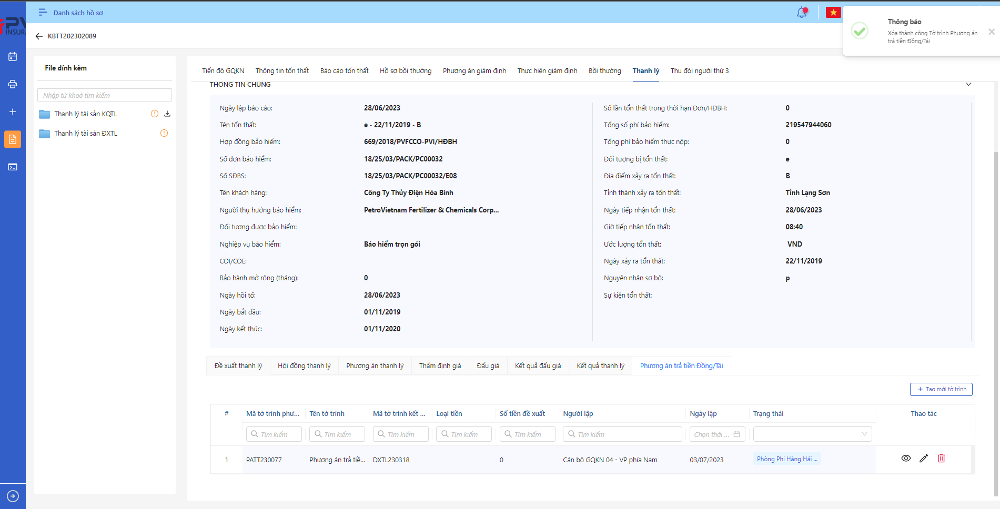 Danh sách hồ sơ
Thông báo
Xóa thành công Tờ trình Phương án
trả tiền Đồng/Tái
PV
INSUR
KBTT202302089
File đính kèm
Nhập từ khoá tìm kiếm
Thanh lý tài sản KQTL
Thanh lý tài sản ĐXTL
Tiến độ GQKN Thông tin tổn thất Báo cáo tổn thất Hồ sơ bồi thường Phương án giám định Thực hiện giám định Bồi thường Thanh lý Thu đòi người thứ 3
THÔNG TIN CHUNG
Ngày lập báo cáo: 28/06/2023
Tên tổn thất: e - 22/11/2019 - B
Hợp đồng bảo hiểm: 669/2018/PVFCCO-PVI/HĐBH
Số đơn bảo hiểm: 18/25/03/PACK/PC00032
Số SĐBS: 18/25/03/PACK/PC00032/E08
Tên khách hàng: Công Ty Thủy Điện Hòa Bình
Người thụ hưởng bảo hiểm: PetroVietnam Fertilizer & Chemicals Corp...
Đối tượng được bảo hiểm:
Nghiệp vụ bảo hiểm: Bảo hiểm trọn gói
COI/COE:
Bảo hành mở rộng (tháng): 0
Ngày hồi tố: 28/06/2023
Ngày bắt đầu: 01/11/2019
Ngày kết thúc: 01/11/2020
Số lần tổn thất trong thời hạn Đơn/HĐBH: 0
Tổng số phí bảo hiểm: 219547944060
Tổng phí bảo hiểm thực nộp: 0
Đối tượng bị tổn thất: e
Địa điểm xảy ra tổn thất: B
Tỉnh thành xảy ra tổn thất: Tỉnh Lạng Sơn
Ngày tiếp nhận tổn thất: 28/06/2023
Giờ tiếp nhận tổn thất: 08:40
Ước lượng tổn thất: VND
Ngày xảy ra tổn thất: 22/11/2019
Nguyên nhân sơ bộ: p
Sự kiện tổn thất:
Đề xuất thanh lý Hội đồng thanh lý Phương án thanh lý Thẩm định giá Đấu giá Kết quả đấu giá Kết quả thanh lý Phương án trả tiền Đồng/Tái
+ Tạo mới tờ trình
# Mã tờ trình phư... Tên tờ trình Mã tờ trình kết ... Loại tiền Số tiền đề xuất Người lập Ngày lập Trạng thái Thao tác
Tìm kiếm Tìm kiếm Tìm kiếm Tìm kiếm Tìm kiếm Tìm kiếm Chọn thời ...
1 PATT230077 Phương án trả tiề... DXTL230318 0 Cán bộ GQKN 04 - VP phía Nam 03/07/2023 Phòng Phi Hàng Hải ...